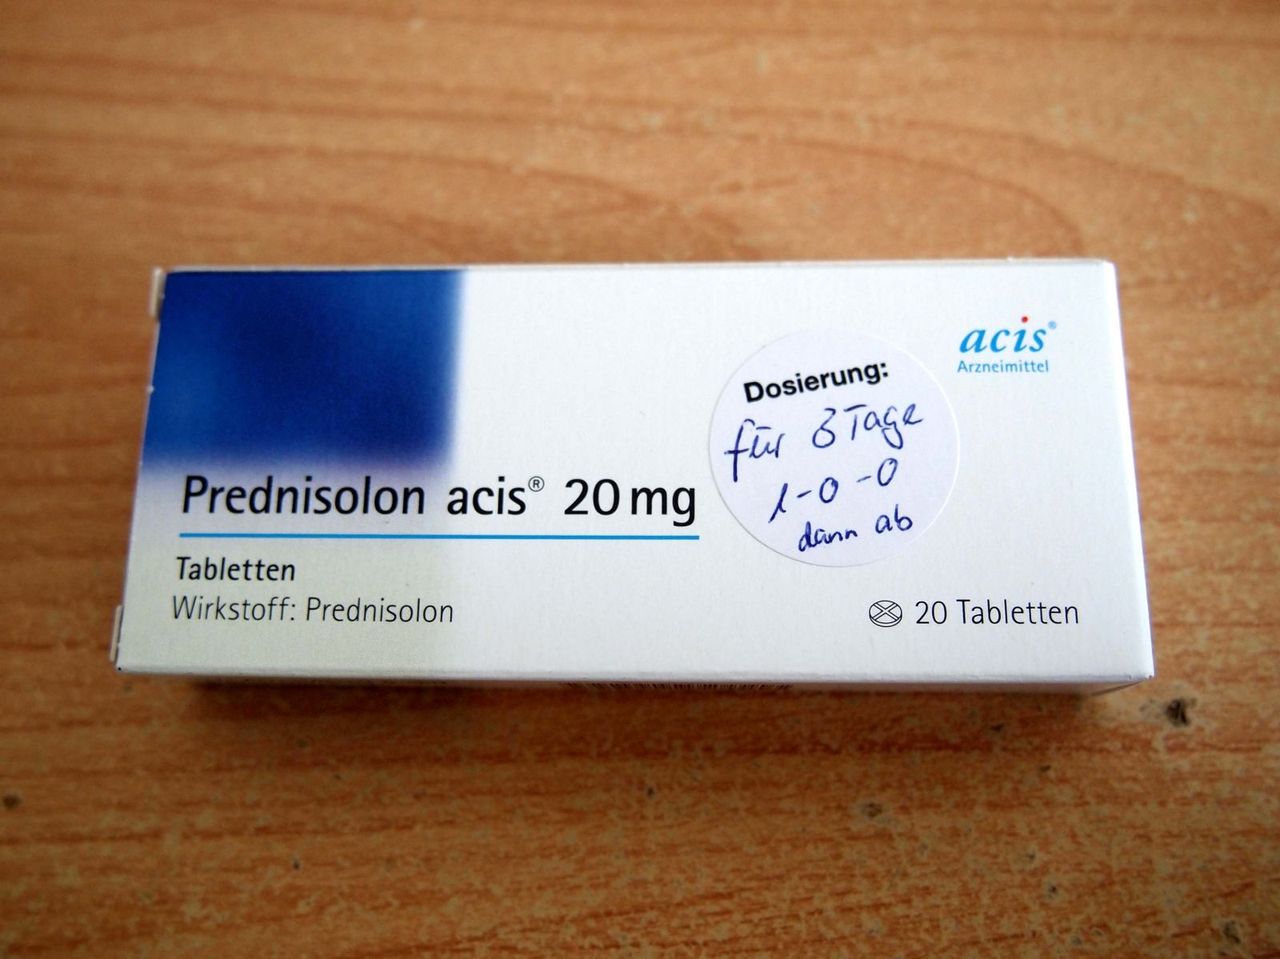 acis®
Arzneimittel
Dosierung:
für 8 Tage
1-0-0
dann ab
Prednisolon acis® 20 mg
Tabletten
Wirkstoff: Prednisolon
20 Tabletten